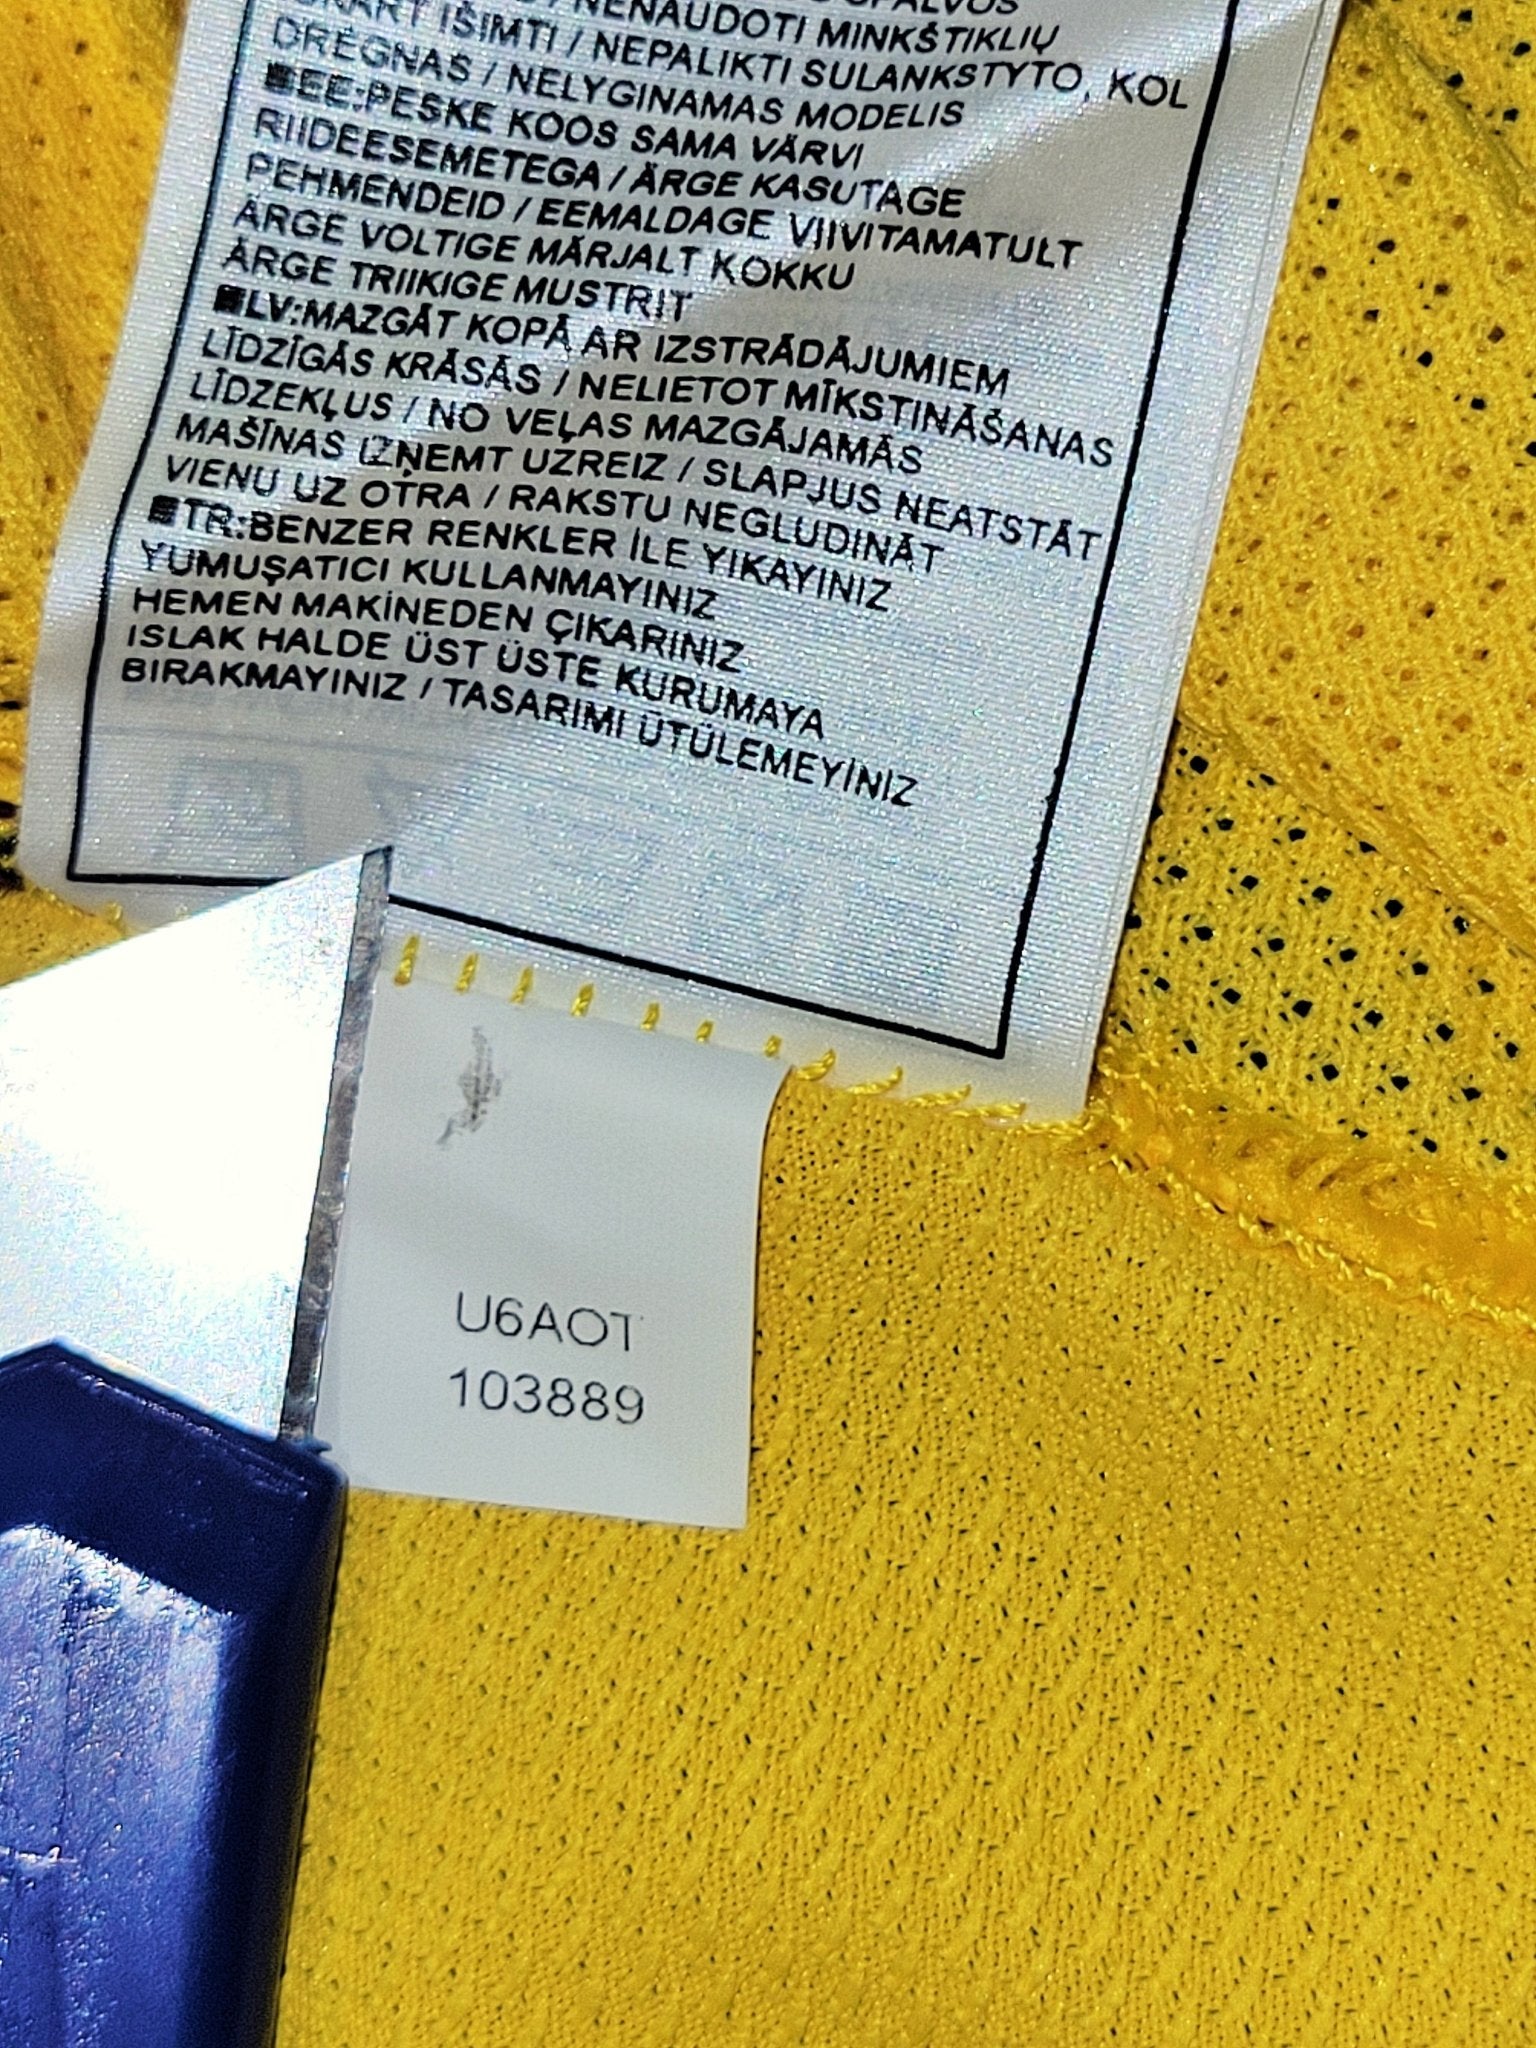 NENAUDOTI MINKŠTIKLIŲ
IŠIMTI / NEPALIKTI SULANKSTYTO, KOL
DRĖGNAS / NELYGINAMAS MODELIS
EE:PESKE KOOS SAMA VÄRVI
RIIDEESEMETEGA / ÄRGE KASUTAGE
PEHMENDEID / EEMALDAGE VIIVITAMATULT
ÄRGE VOLTIGE MÄRJALT KOKKU
ÄRGE TRIIKIGE MUSTRIT
LV:MAZGĀT KOPĀ AR IZSTRĀDĀJUMIEM
LĪDZĪGĀS KRĀSĀS / NELIETOT MĪKSTINĀŠANAS
LĪDZEKĻUS / NO VEĻAS MAZGĀJAMĀS
MAŠĪNAS IZŅEMT UZREIZ / SLAPJUS NEATSTĀT
VIENU UZ OTRA / RAKSTU NEGLUDINĀT
TR:BENZER RENKLER İLE YIKAYINIZ
YUMUŞATICI KULLANMAYINIZ
HEMEN MAKİNEDEN ÇIKARINIZ
ISLAK HALDE ÜST ÜSTE KURUMAYA
BIRAKMAYINIZ / TASARIMI ÜTÜLEMEYİNİZ
U6AOT
103889